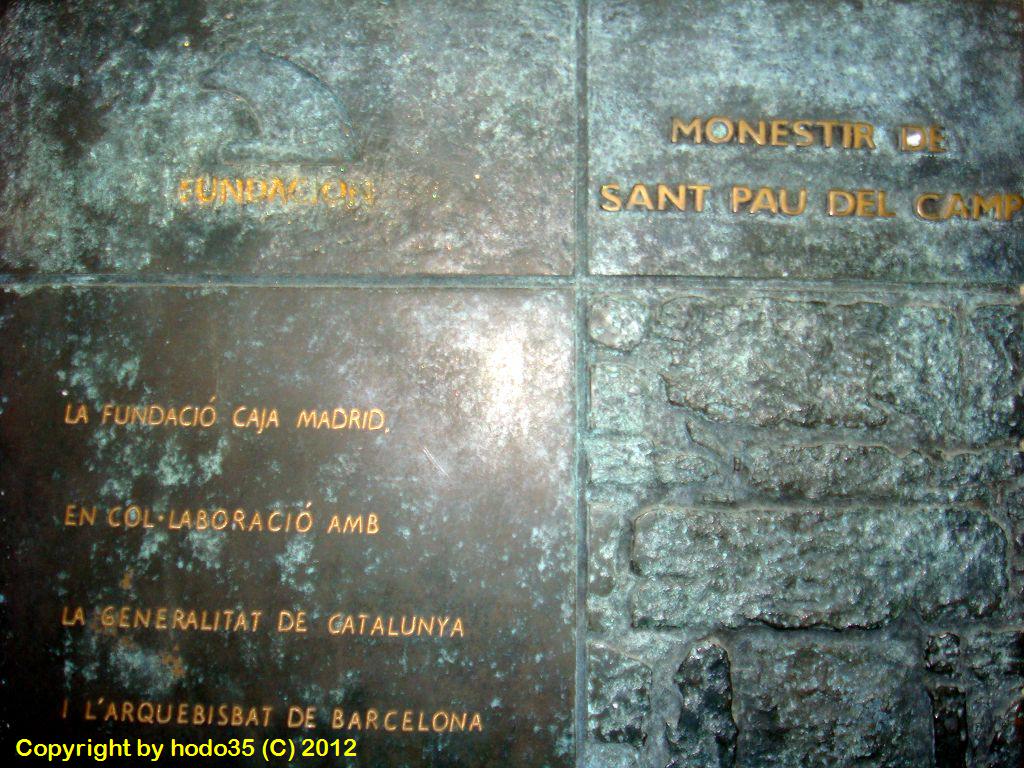 FUNDACION
MONESTIR DE
SANT PAU DEL CAMP
LA FUNDACIÓ CAJA MADRID,
EN COL·LABORACIÓ AMB
LA GENERALITAT DE CATALUNYA
I L'ARQUEBISBAT DE BARCELONA
Copyright by hodo35 (C) 2012